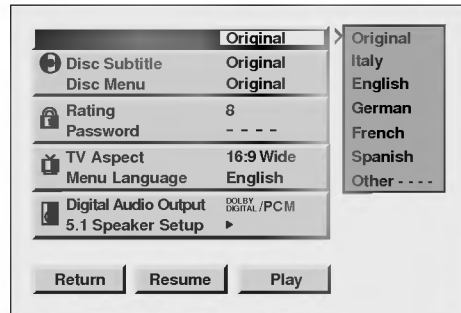 Original
Disc Subtitle Original
Disc Menu Original
Rating 8
Password - - - -
TV Aspect 16:9 Wide
Menu Language English
Digital Audio Output DOLBY DIGITAL /PCM
5.1 Speaker Setup
Return Resume Play
Original
Italy
English
German
French
Spanish
Other - - - -